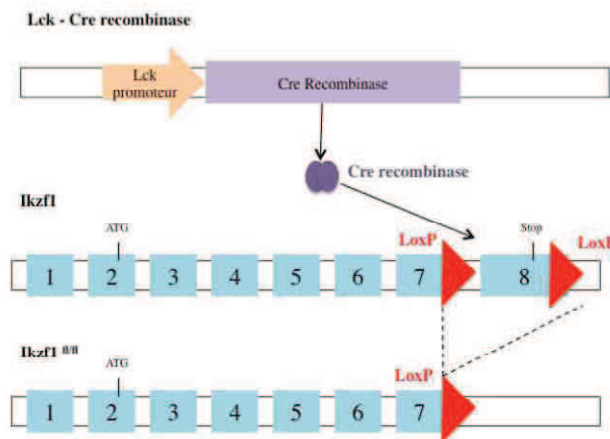 Lck - Cre recombinase
Lck
promoteur
Cre Recombinase
Cre recombinase
Ikzf1
ATG
LoxP
Stop
LoxP
1 2 3 4 5 6 7 8
Ikzf1 fl/fl
ATG
LoxP
1 2 3 4 5 6 7